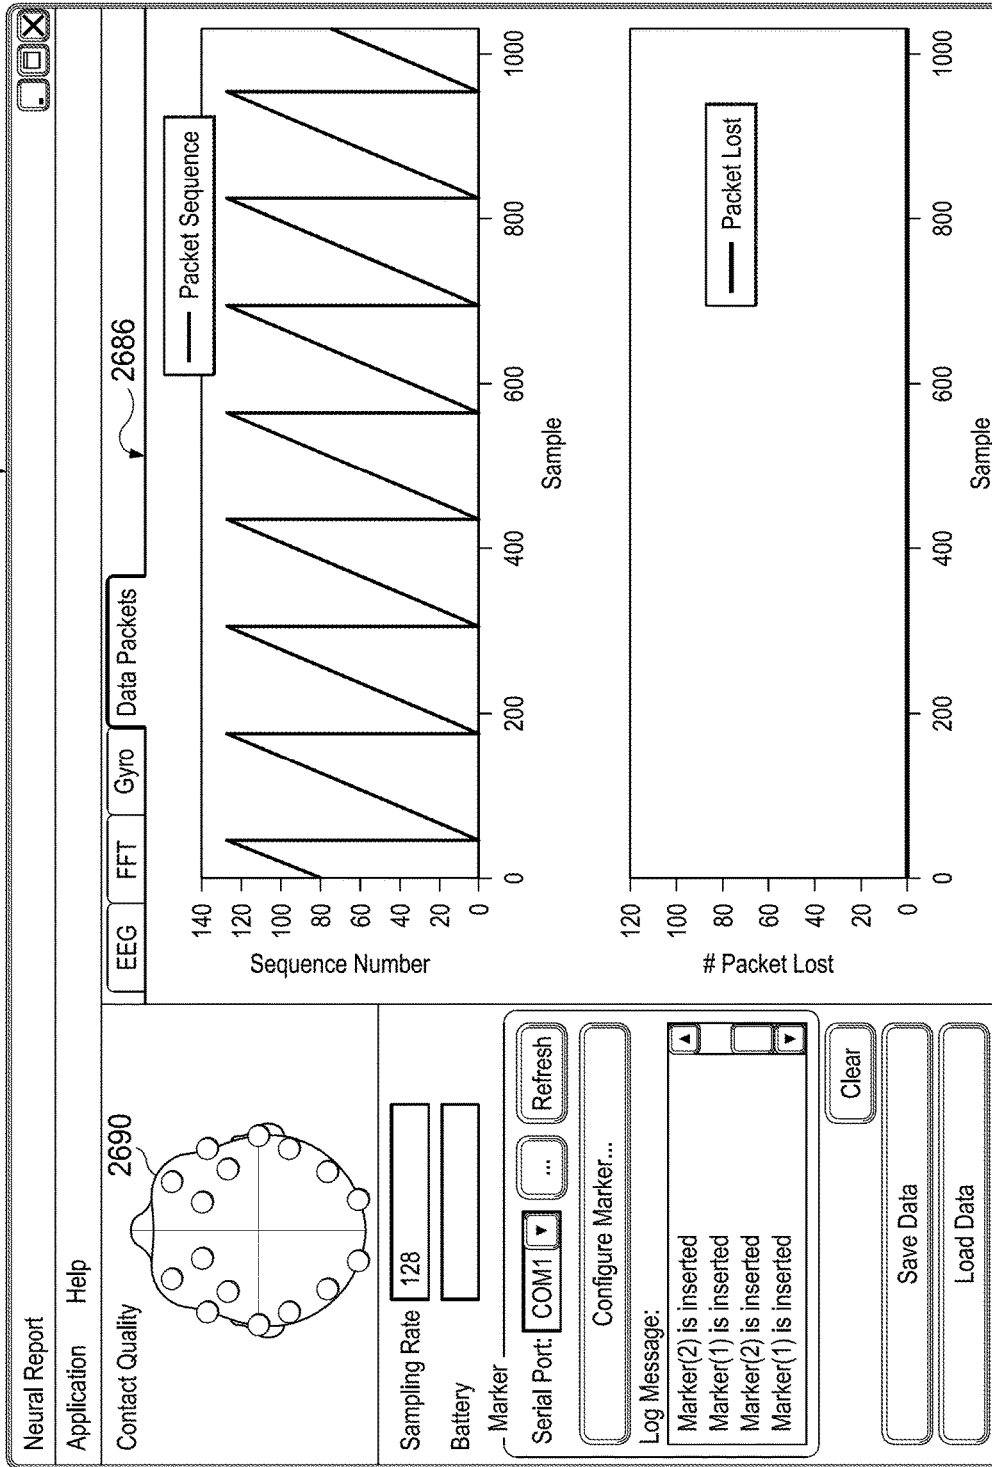 Neural Report
Application Help
Contact Quality
2690
Sampling Rate 128
Battery
Marker
Serial Port: COM1 ... Refresh
Configure Marker...
Log Message:
Marker(2) is inserted
Marker(1) is inserted
Marker(2) is inserted
Marker(1) is inserted
Clear
Save Data
Load Data
EEG FFT Gyro Data Packets
2686
Packet Sequence
Sequence Number
140
120
100
80
60
40
20
0
0 200 400 600 800 1000
Sample
Packet Lost
# Packet Lost
120
100
80
60
40
20
0
0 200 400 600 800 1000
Sample